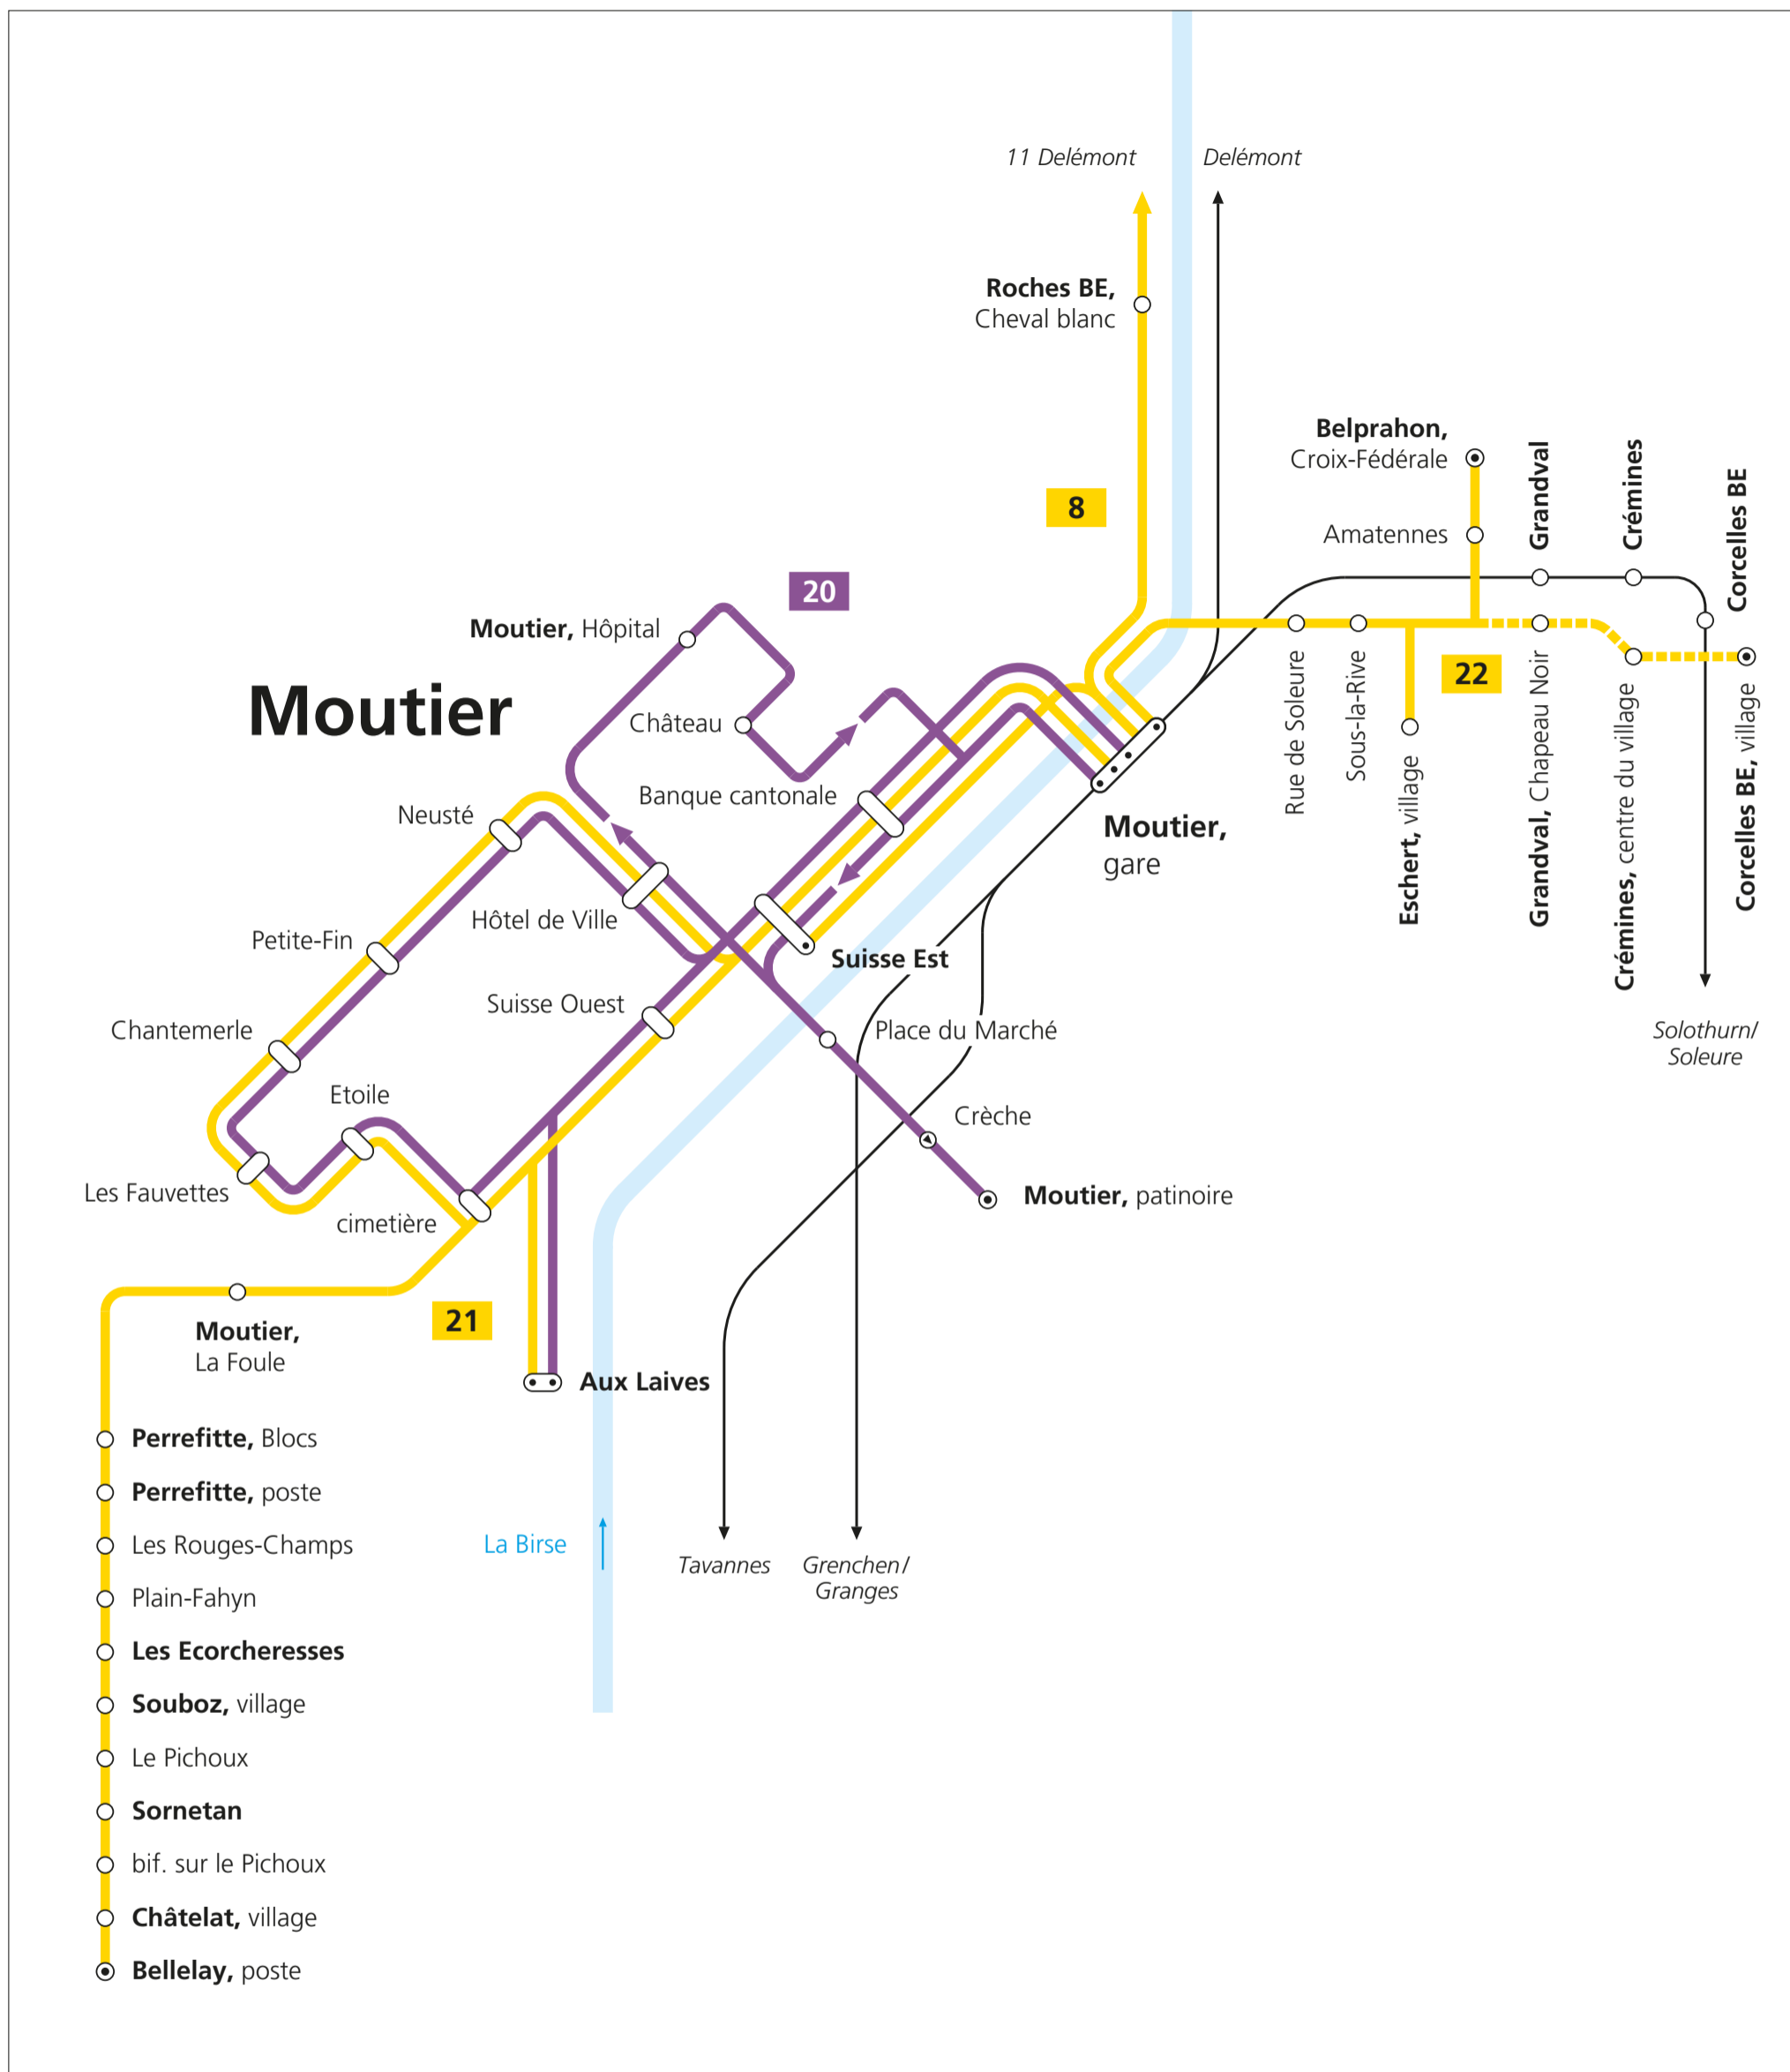 11 Delémont
Delémont
Roches BE,
Cheval blanc
Belprahon,
Croix-Fédérale
8
Amatennes
Grandval
Crémines
Corcelles BE
20
Moutier, Hôpital
Moutier
Château
22
Rue de Soleure
Sous-la-Rive
Eschert, village
Grandval, Chapeau Noir
Crémines, centre du village
Corcelles BE, village
Banque cantonale
Neusté
Moutier,
gare
Hôtel de Ville
Petite-Fin
Suisse Est
Suisse Ouest
Chantemerle
Place du Marché
Solothurn/
Soleure
Etoile
Crèche
Les Fauvettes
Moutier, patinoire
cimetière
21
Moutier,
La Foule
Aux Laives
Perrefitte, Blocs
Perrefitte, poste
Les Rouges-Champs
La Birse
Tavannes
Grenchen/
Granges
Plain-Fahyn
Les Ecorcheresses
Souboz, village
Le Pichoux
Sornetan
bif. sur le Pichoux
Châtelat, village
Bellelay, poste